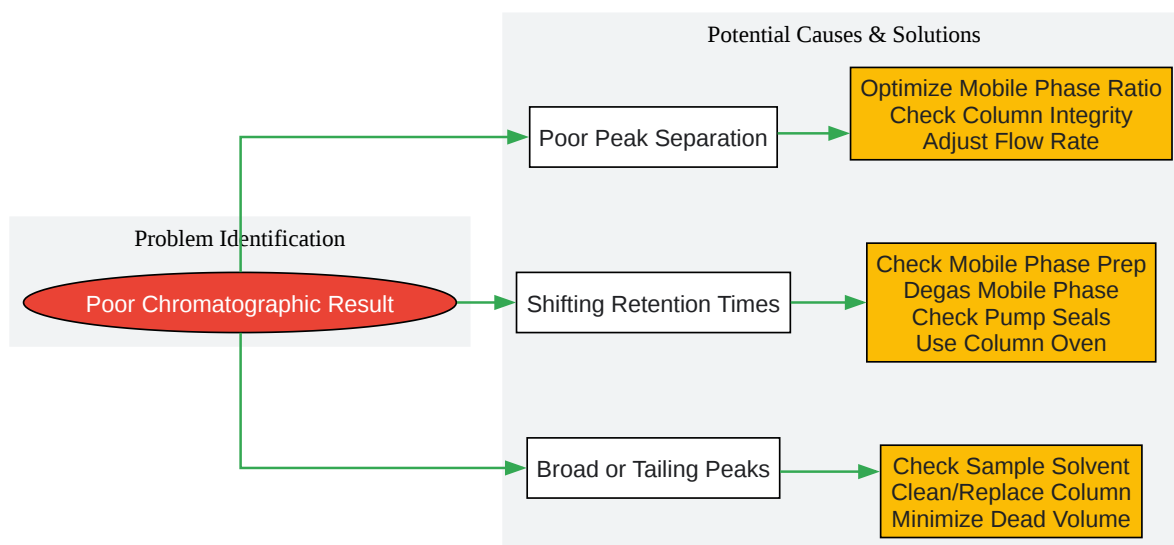 Potential Causes & Solutions
Optimize Mobile Phase Ratio
Check Column Integrity
Adjust Flow Rate
Poor Peak Separation
Problem Identification
Poor Chromatographic Result
Shifting Retention Times
Check Mobile Phase Prep
Degas Mobile Phase
Check Pump Seals
Use Column Oven
Broad or Tailing Peaks
Check Sample Solvent
Clean/Replace Column
Minimize Dead Volume